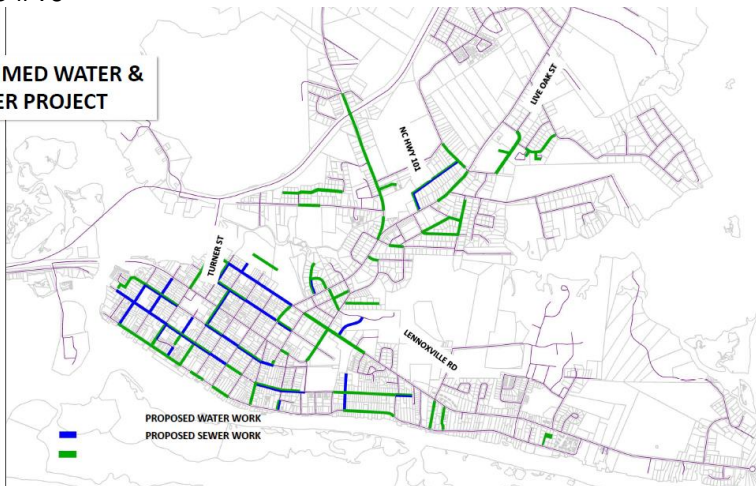 MED WATER &
ER PROJECT
LIVE OAK ST
NC HWY 101
TURNER ST
LENNOXVILLE RD
PROPOSED WATER WORK
PROPOSED SEWER WORK